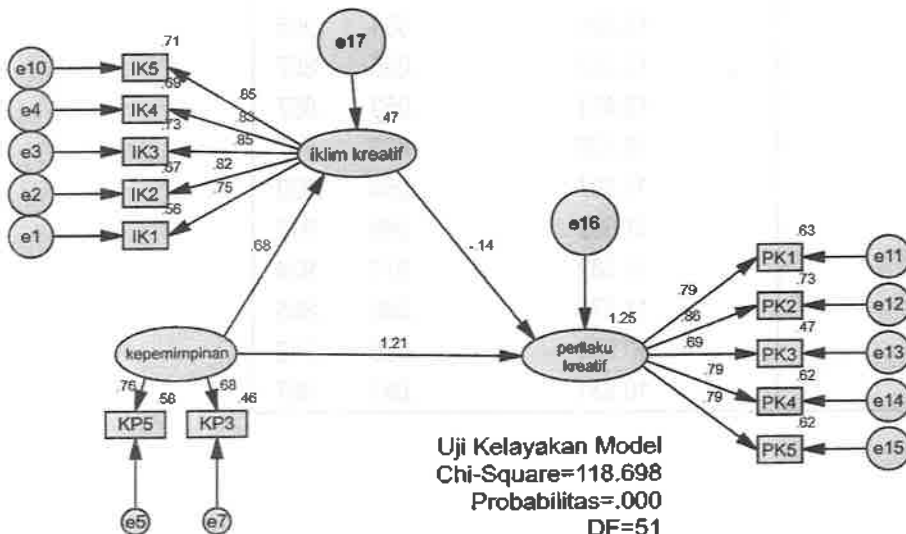 e17
.71
e10
IK5
.69
.85
e4
IK4
.83
.73
.47
e3
IK3
.85
iklim kreatif
.67
.82
e2
IK2
.75
.56
e1
IK1
.68
-.14
e16
.63
PK1
e11
.79
.73
PK2
e12
.86
1.25
.47
kepemimpinan
1.21
perilaku
kreatif
.69
PK3
e13
.79
.62
PK4
e14
.76
.58
.68
.46
.79
.62
KP5
KP3
PK5
e15
Uji Kelayakan Model
Chi-Square=118.698
Probabilitas=.000
DF=51
e5
e7